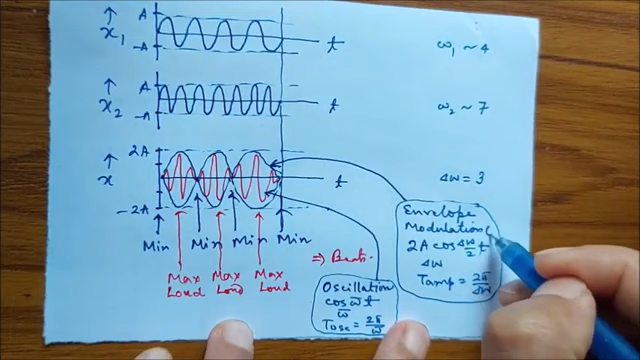 A
x₁
-A
t
ω₁ ~ 4
A
x₂
-A
t
ω₂ ~ 7
2A
x
-2A
t
Δω = 3
Min Min Min Min
Max Max Max
Loud Loud Loud
⇒ Beats.
Oscillation
cos ω̅ t
ω̅
Tosc = 2π/ω̅
Envelope
Modulation(
2A cos Δω/2 t
Δω
Tamp = 2π/Δω